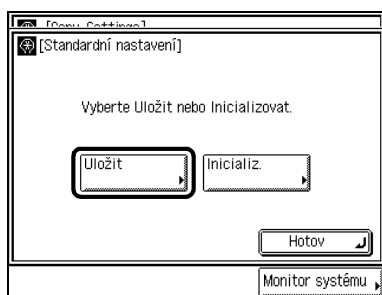 [Copy Settings]
[Standardní nastavení]
Vyberte Uložit nebo Inicializovat.
Uložit
Inicializ.
Hotov
Monitor systému